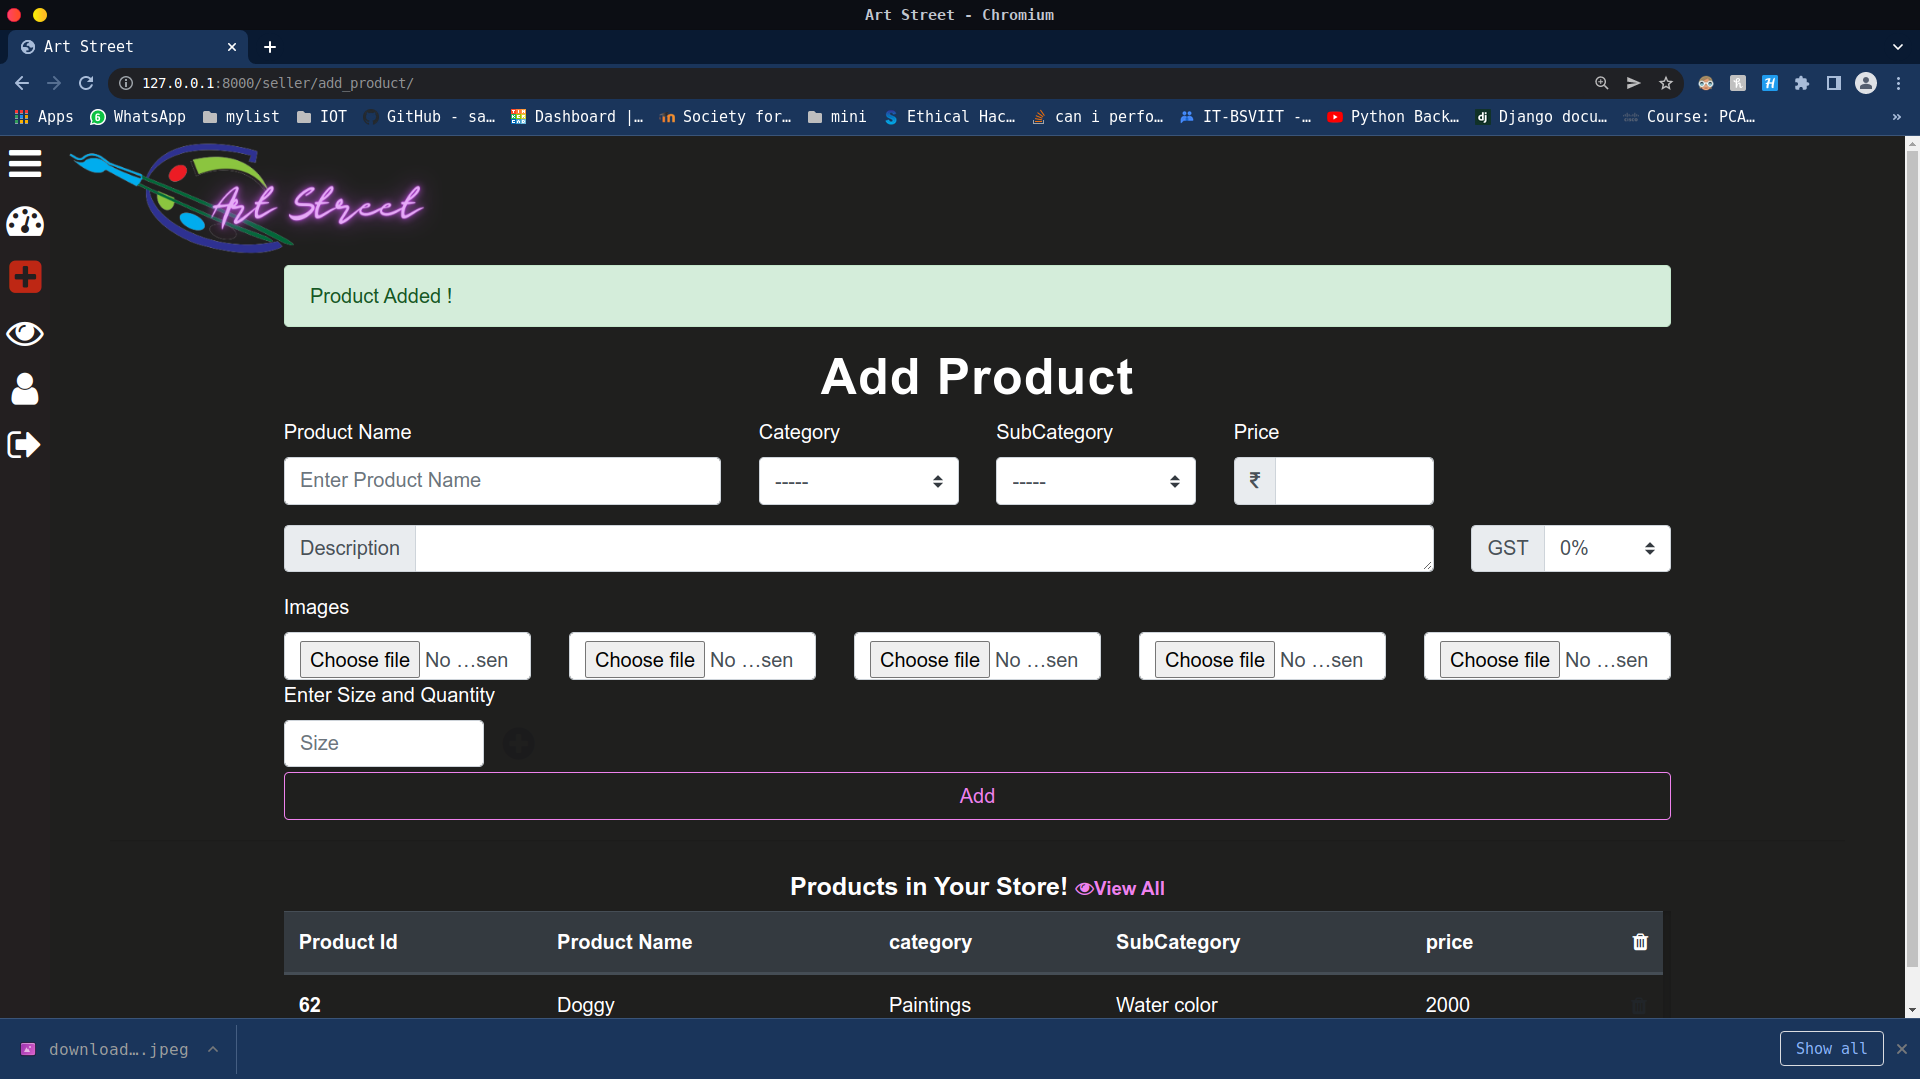 Art Street - Chromium
Art Street
127.0.0.1:8000/seller/add_product/
Apps 6 WhatsApp mylist IOT GitHub - sa… Dashboard |… Society for… mini Ethical Hac… can i perfo… IT-BSVIIT -… dj Python Back… Django docu… Course: PCA… »
Art Street
Product Added !
Add Product
Product Name Category SubCategory Price
Enter Product Name ----- ----- ₹
Description GST 0%
Images
Choose file No …sen Choose file No …sen Choose file No …sen Choose file No …sen Choose file No …sen
Enter Size and Quantity
Size
Add
Products in Your Store! View All
Product Id Product Name category SubCategory price
62 Doggy Paintings Water color 2000
download….jpeg Show all